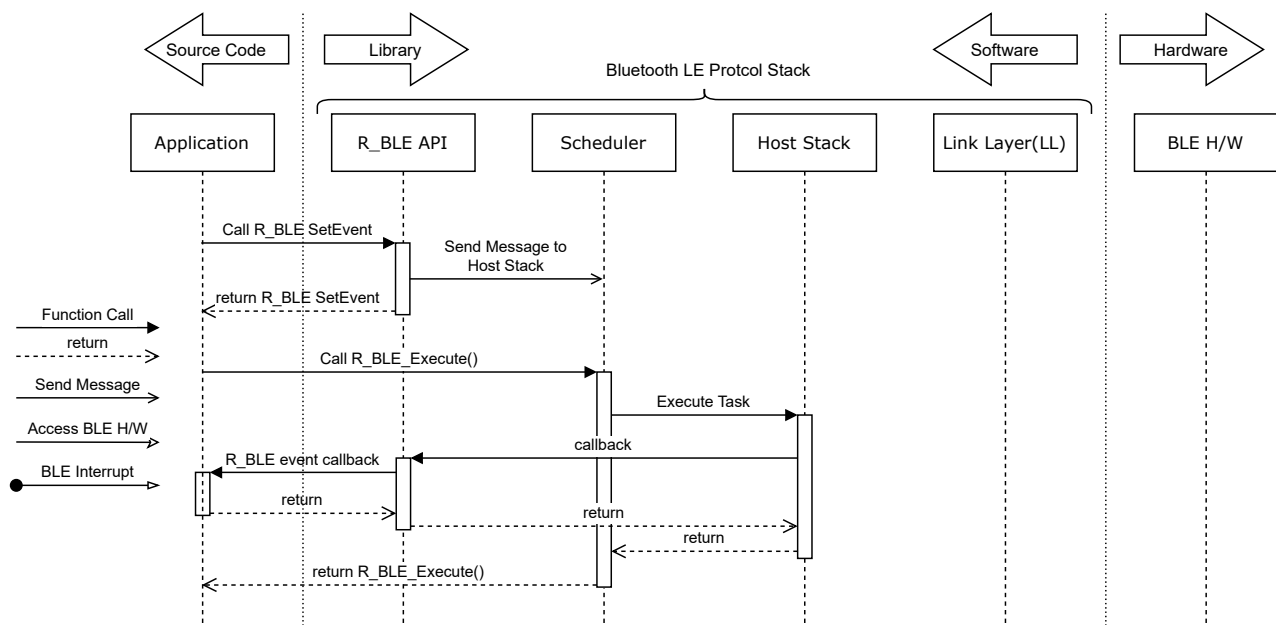 Source Code
Library
Software
Hardware
Bluetooth LE Protcol Stack
Application
R_BLE API
Scheduler
Host Stack
Link Layer(LL)
BLE H/W
Call R_BLE SetEvent
Send Message to
Host Stack
return R_BLE SetEvent
Function Call
return
Call R_BLE_Execute()
Send Message
Execute Task
Access BLE H/W
callback
R_BLE event callback
BLE Interrupt
return
return
return
return R_BLE_Execute()